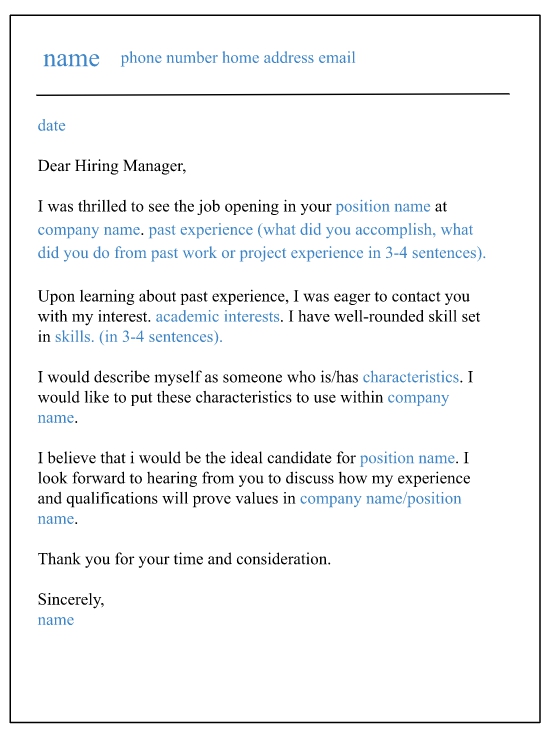 name phone number home address email
date
Dear Hiring Manager,
I was thrilled to see the job opening in your position name at
company name. past experience (what did you accomplish, what
did you do from past work or project experience in 3-4 sentences).
Upon learning about past experience, I was eager to contact you
with my interest. academic interests. I have well-rounded skill set
in skills. (in 3-4 sentences).
I would describe myself as someone who is/has characteristics. I
would like to put these characteristics to use within company
name.
I believe that i would be the ideal candidate for position name. I
look forward to hearing from you to discuss how my experience
and qualifications will prove values in company name/position
name.
Thank you for your time and consideration.
Sincerely,
name